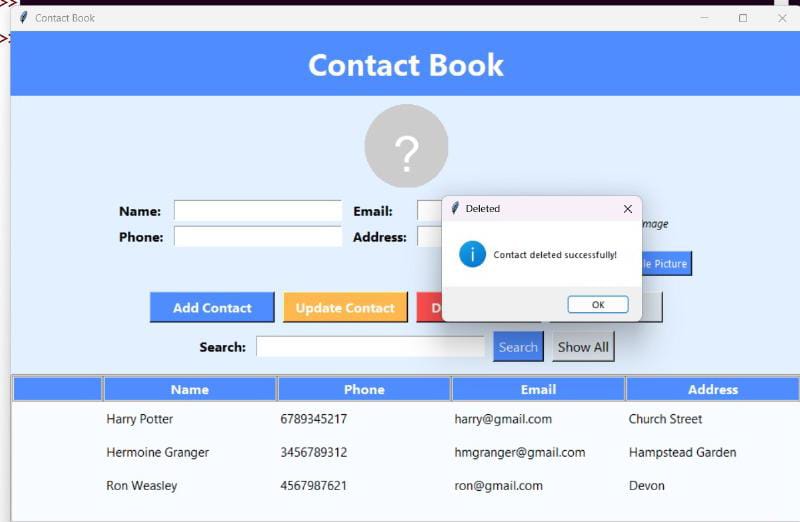 >>
Contact Book
>>
Contact Book
?
Name:
Email:
Deleted
Phone:
Address:
Contact deleted successfully!
Picture
OK
Add Contact
Update Contact
Search:
Search
Show All
Name Phone Email Address
Harry Potter 6789345217 harry@gmail.com Church Street
Hermoine Granger 3456789312 hmgranger@gmail.com Hampstead Garden
Ron Weasley 4567987621 ron@gmail.com Devon